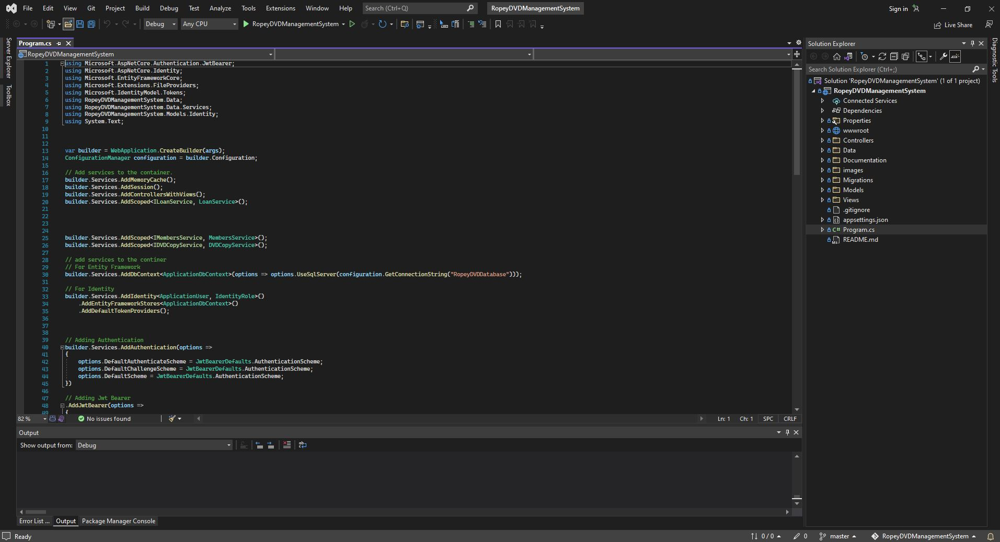 File Edit View Git Project Build Debug Test Analyze Tools Extensions Window Help Search (Ctrl+Q) RopeyDVDManagementSystem Sign in
Debug Any CPU RopeyDVDManagementSystem Live Share
Server Explorer
Toolbox
Program.cs
RopeyDVDManagementSystem
1 using Microsoft.AspNetCore.Authentication.JwtBearer;
2 using Microsoft.AspNetCore.Identity;
3 using Microsoft.EntityFrameworkCore;
4 using Microsoft.Extensions.FileProviders;
5 using Microsoft.IdentityModel.Tokens;
6 using RopeyDVDManagementSystem.Data;
7 using RopeyDVDManagementSystem.Data.Services;
8 using RopeyDVDManagementSystem.Models.Identity;
9 using System.Text;
10
11
12
13 var builder = WebApplication.CreateBuilder(args);
14 ConfigurationManager configuration = builder.Configuration;
15
16 // Add services to the container.
17 builder.Services.AddMemoryCache();
18 builder.Services.AddSession();
19 builder.Services.AddControllersWithViews();
20 builder.Services.AddScoped<ILoanService, LoanService>();
21
22
23
24
25 builder.Services.AddScoped<IMembersService, MembersService>();
26 builder.Services.AddScoped<IDVDCopyService, DVDCopyService>();
27
28 // add services to the continer
29 // For Entity Framework
30 builder.Services.AddDbContext<ApplicationDbContext>(options => options.UseSqlServer(configuration.GetConnectionString("RopeyDVDDatabase")));
31
32 // For Identity
33 builder.Services.AddIdentity<ApplicationUser, IdentityRole>()
34 .AddEntityFrameworkStores<ApplicationDbContext>()
35 .AddDefaultTokenProviders();
36
37
38
39 // Adding Authentication
40 builder.Services.AddAuthentication(options =>
41 {
42 options.DefaultAuthenticateScheme = JwtBearerDefaults.AuthenticationScheme;
43 options.DefaultChallengeScheme = JwtBearerDefaults.AuthenticationScheme;
44 options.DefaultScheme = JwtBearerDefaults.AuthenticationScheme;
45 })
46
47 // Adding Jwt Bearer
48 .AddJwtBearer(options =>
49 {
82 % No issues found Ln: 1 Ch: 1 SPC CRLF
Output
Show output from: Debug
Error List ... Output Package Manager Console
Solution Explorer
Search Solution Explorer (Ctrl+;)
Solution 'RopeyDVDManagementSystem' (1 of 1 project)
RopeyDVDManagementSystem
Connected Services
Dependencies
Properties
wwwroot
Controllers
Data
Documentation
images
Migrations
Models
Views
.gitignore
appsettings.json
C# Program.cs
README.md
Diagnostic Tools
Ready 0 / 0 0 master RopeyDVDManagementSystem